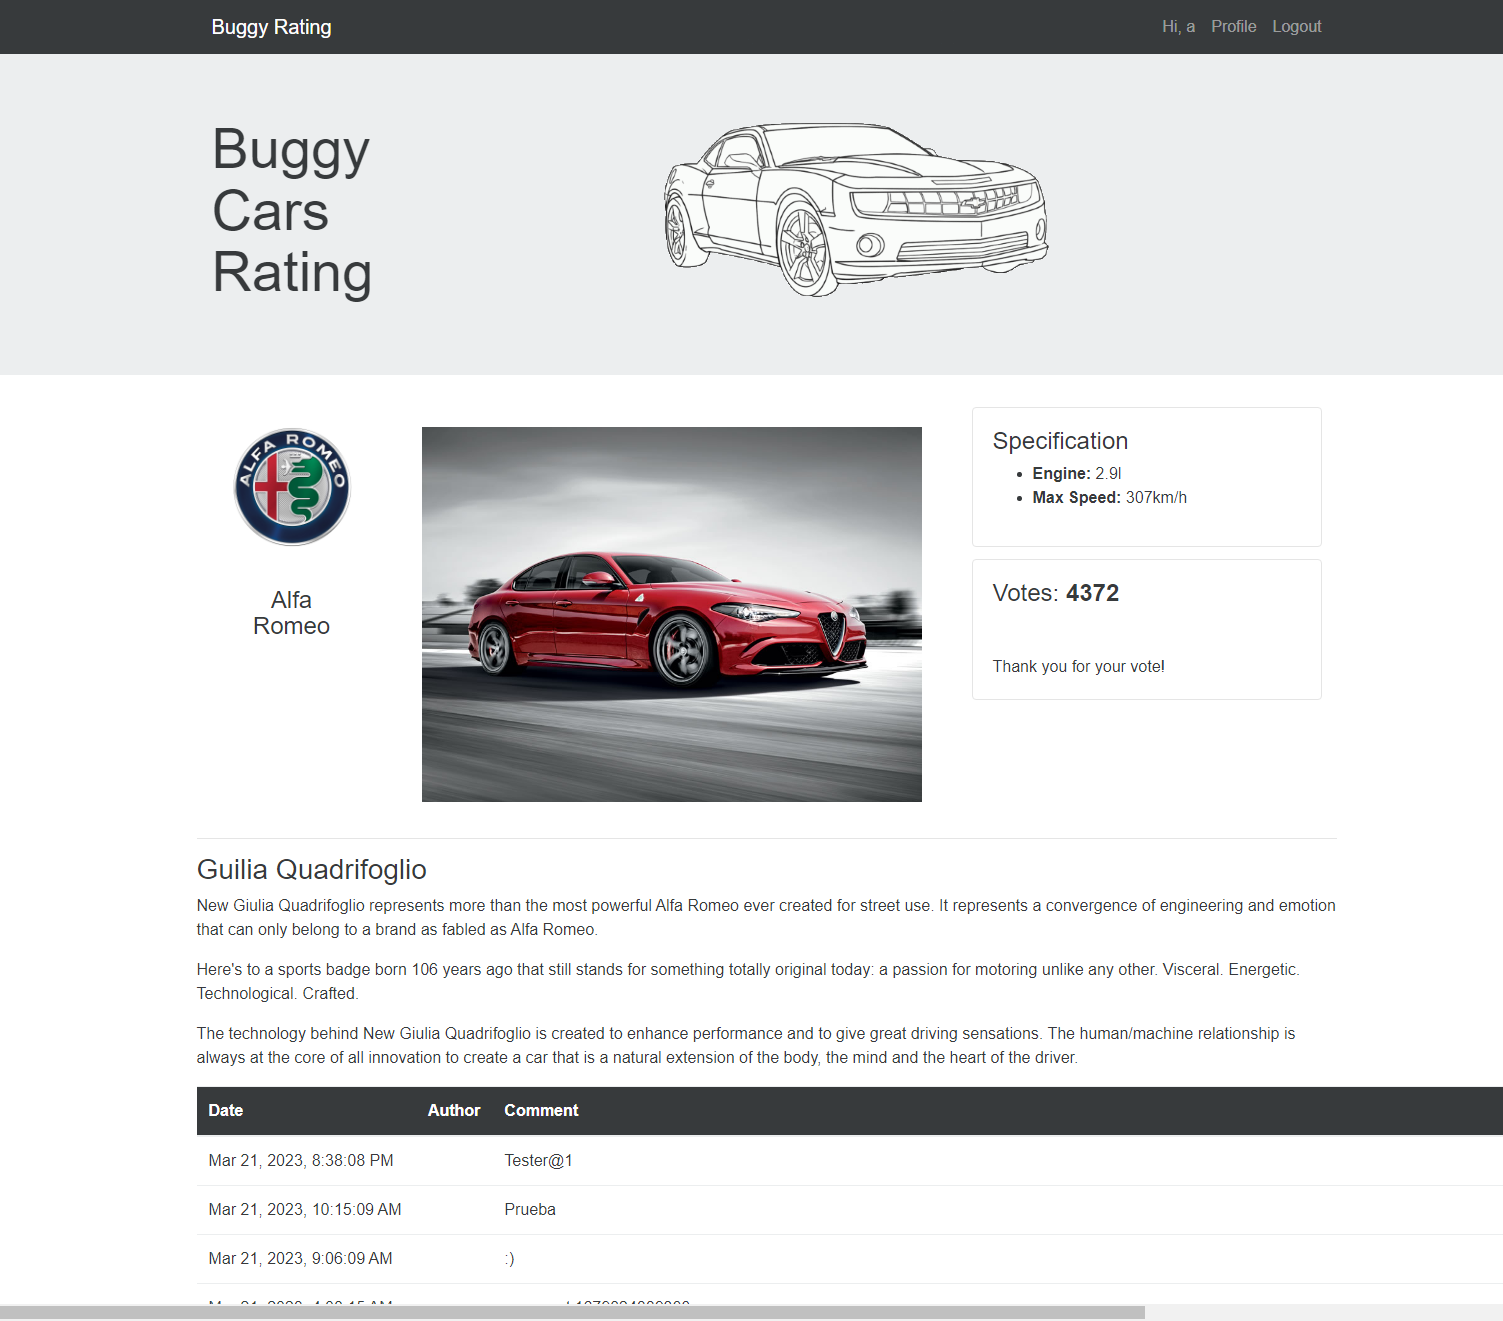 Buggy Rating
Hi, a Profile Logout
Buggy
Cars
Rating
ALFA ROMEO
Alfa
Romeo
Specification
Engine: 2.9l
Max Speed: 307km/h
Votes: 4372
Thank you for your vote!
Guilia Quadrifoglio
New Giulia Quadrifoglio represents more than the most powerful Alfa Romeo ever created for street use. It represents a convergence of engineering and emotion
that can only belong to a brand as fabled as Alfa Romeo.
Here's to a sports badge born 106 years ago that still stands for something totally original today: a passion for motoring unlike any other. Visceral. Energetic.
Technological. Crafted.
The technology behind New Giulia Quadrifoglio is created to enhance performance and to give great driving sensations. The human/machine relationship is
always at the core of all innovation to create a car that is a natural extension of the body, the mind and the heart of the driver.
Date Author Comment
Mar 21, 2023, 8:38:08 PM Tester@1
Mar 21, 2023, 10:15:09 AM Prueba
Mar 21, 2023, 9:06:09 AM :)